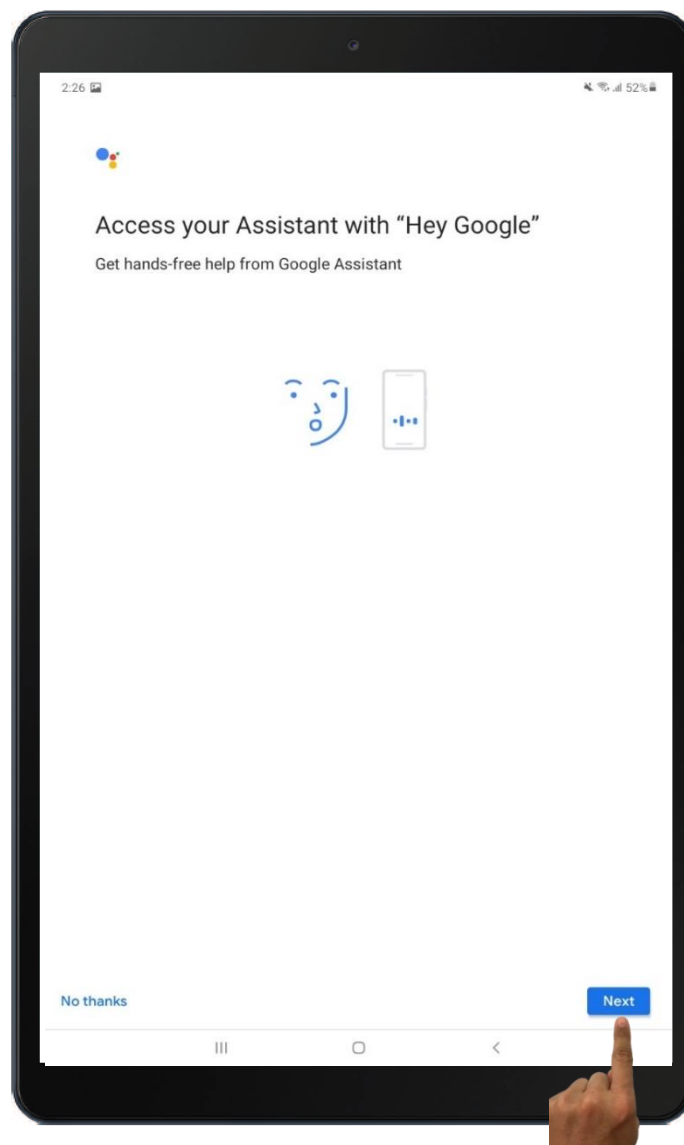 2:26 52%
Access your Assistant with “Hey Google”
Get hands-free help from Google Assistant
No thanks Next